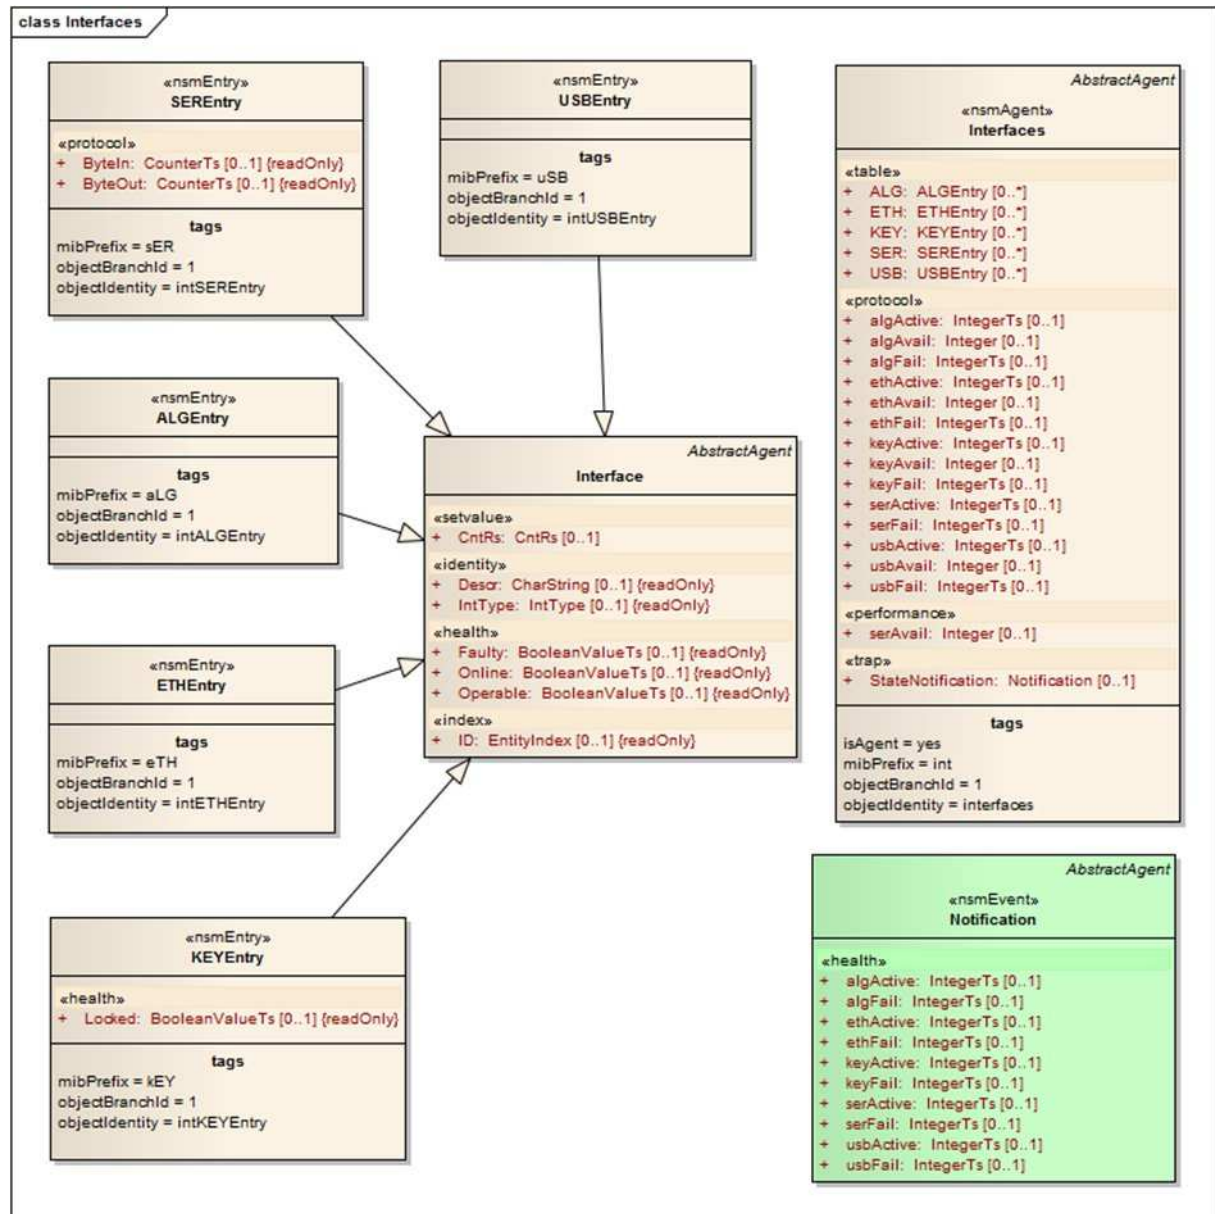 class Interfaces
«nsmEntry»
SEREntry
«protocol»
+ ByteIn: CounterTs [0..1] {readOnly}
+ ByteOut: CounterTs [0..1] {readOnly}
tags
mibPrefix = sER
objectBranchId = 1
objectIdentity = intSEREntry
«nsmEntry»
USBEntry
tags
mibPrefix = uSB
objectBranchId = 1
objectIdentity = intUSBEntry
AbstractAgent
«nsmAgent»
Interfaces
«table»
+ ALG: ALGEntry [0..*]
+ ETH: ETHEntry [0..*]
+ KEY: KEYEntry [0..*]
+ SER: SEREntry [0..*]
+ USB: USBEntry [0..*]
«protocol»
+ algActive: IntegerTs [0..1]
+ algAvail: Integer [0..1]
+ algFail: IntegerTs [0..1]
+ ethActive: IntegerTs [0..1]
+ ethAvail: Integer [0..1]
+ ethFail: IntegerTs [0..1]
+ keyActive: IntegerTs [0..1]
+ keyAvail: Integer [0..1]
+ keyFail: IntegerTs [0..1]
+ serActive: IntegerTs [0..1]
+ serFail: IntegerTs [0..1]
+ usbActive: IntegerTs [0..1]
+ usbAvail: Integer [0..1]
+ usbFail: IntegerTs [0..1]
«performance»
+ serAvail: Integer [0..1]
«trap»
+ StateNotification: Notification [0..1]
tags
isAgent = yes
mibPrefix = int
objectBranchId = 1
objectIdentity = interfaces
«nsmEntry»
ALGEntry
tags
mibPrefix = aLG
objectBranchId = 1
objectIdentity = intALGEntry
AbstractAgent
Interface
«setvalue»
+ CntRs: CntRs [0..1]
«identity»
+ Descr: CharString [0..1] {readOnly}
+ IntType: IntType [0..1] {readOnly}
«health»
+ Faulty: BooleanValueTs [0..1] {readOnly}
+ Online: BooleanValueTs [0..1] {readOnly}
+ Operable: BooleanValueTs [0..1] {readOnly}
«index»
+ ID: EntityIndex [0..1] {readOnly}
«nsmEntry»
ETHEntry
tags
mibPrefix = eTH
objectBranchId = 1
objectIdentity = intETHEntry
«nsmEntry»
KEYEntry
«health»
+ Locked: BooleanValueTs [0..1] {readOnly}
tags
mibPrefix = kEY
objectBranchId = 1
objectIdentity = intKEYEntry
AbstractAgent
«nsmEvent»
Notification
«health»
+ algActive: IntegerTs [0..1]
+ algFail: IntegerTs [0..1]
+ ethActive: IntegerTs [0..1]
+ ethFail: IntegerTs [0..1]
+ keyActive: IntegerTs [0..1]
+ keyFail: IntegerTs [0..1]
+ serActive: IntegerTs [0..1]
+ serFail: IntegerTs [0..1]
+ usbActive: IntegerTs [0..1]
+ usbFail: IntegerTs [0..1]